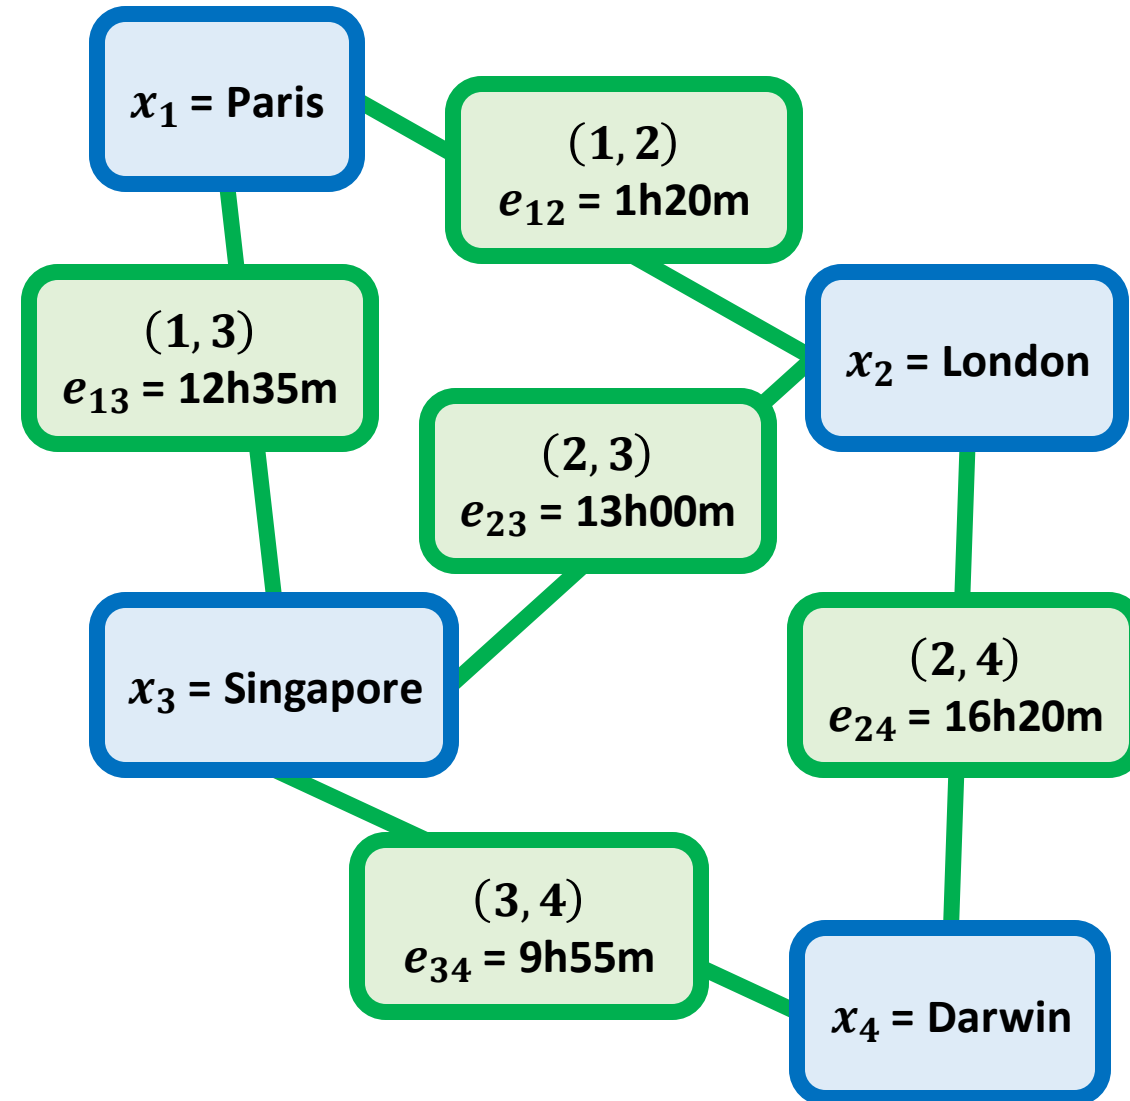 x₁ = Paris
(1, 2)
e₁₂ = 1h20m
(1, 3)
e₁₃ = 12h35m
x₂ = London
(2, 3)
e₂₃ = 13h00m
x₃ = Singapore
(2, 4)
e₂₄ = 16h20m
(3, 4)
e₃₄ = 9h55m
x₄ = Darwin